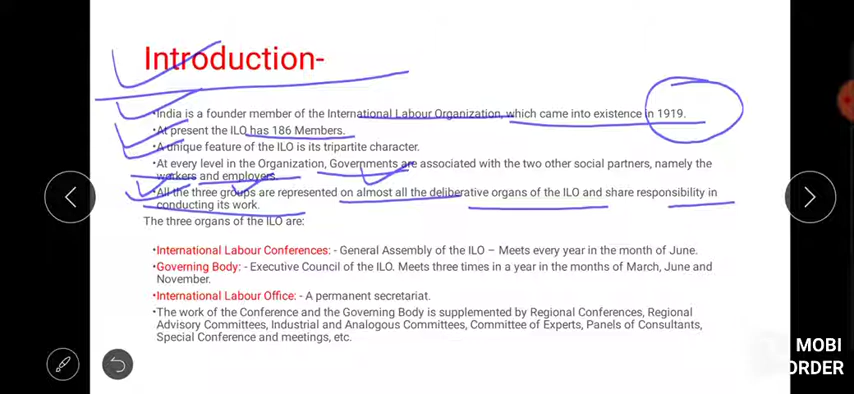 Introduction-
•India is a founder member of the International Labour Organization, which came into existence in 1919.
•At present the ILO has 186 Members.
•A unique feature of the ILO is its tripartite character.
•At every level in the Organization, Governments are associated with the two other social partners, namely the
workers and employers.
•All the three groups are represented on almost all the deliberative organs of the ILO and share responsibility in
conducting its work.
The three organs of the ILO are:
•International Labour Conferences: - General Assembly of the ILO – Meets every year in the month of June.
•Governing Body: - Executive Council of the ILO. Meets three times in a year in the months of March, June and
November.
•International Labour Office: - A permanent secretariat.
•The work of the Conference and the Governing Body is supplemented by Regional Conferences, Regional
Advisory Committees, Industrial and Analogous Committees, Committee of Experts, Panels of Consultants,
Special Conference and meetings, etc.
MOBI
ORDER